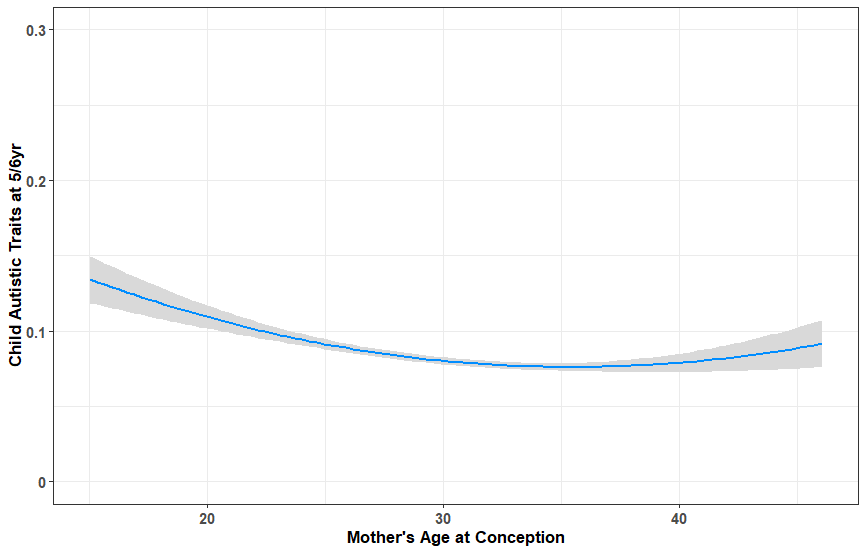 0.3
0.2
0.1
0
Child Autistic Traits at 5/6yr
20 30 40
Mother's Age at Conception